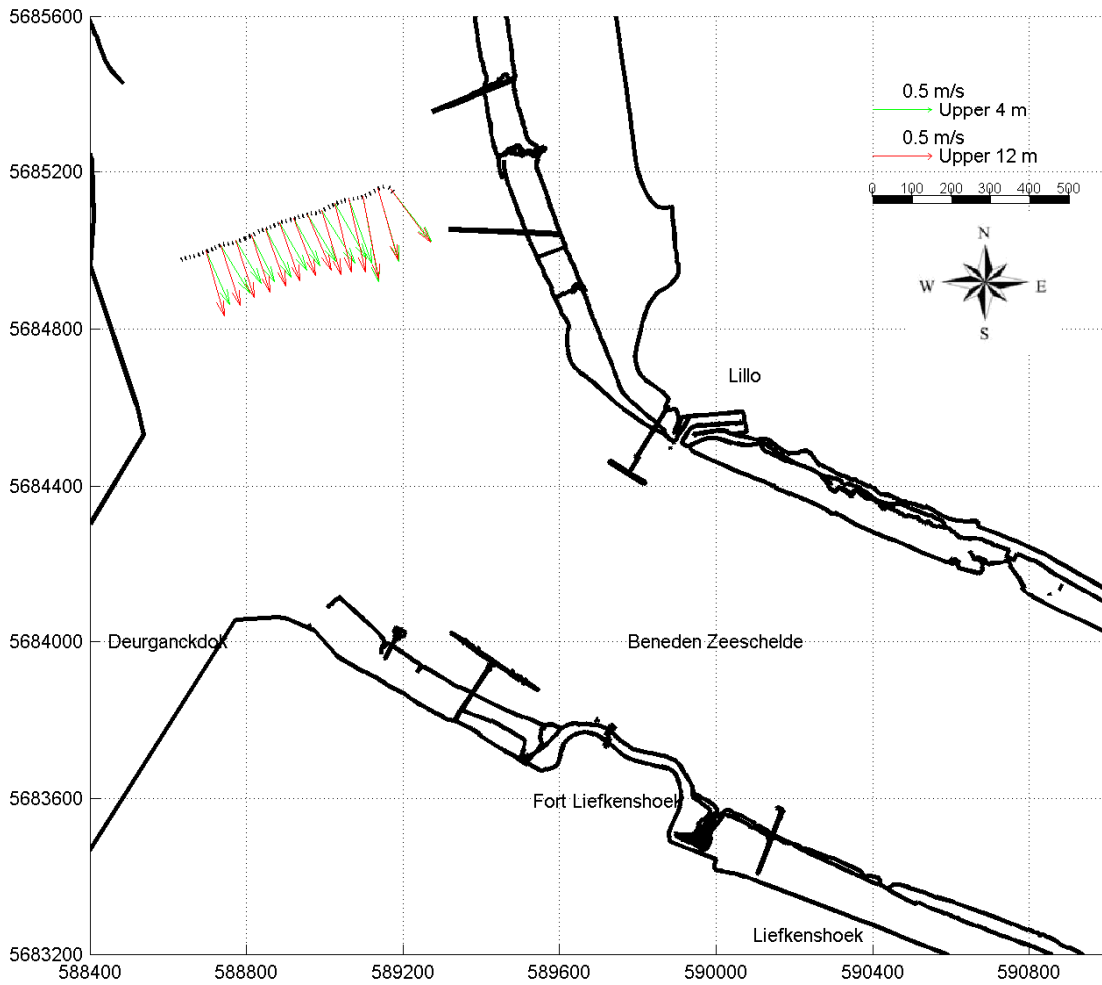 5685600
5685200
5684800
5684400
5684000
5683600
5683200
588400 588800 589200 589600 590000 590400 590800
0.5 m/s
Upper 4 m
0.5 m/s
Upper 12 m
0 100 200 300 400 500
N
W E
S
Lillo
Deurganckdok
Beneden Zeeschelde
Fort Liefkenshoek
Liefkenshoek